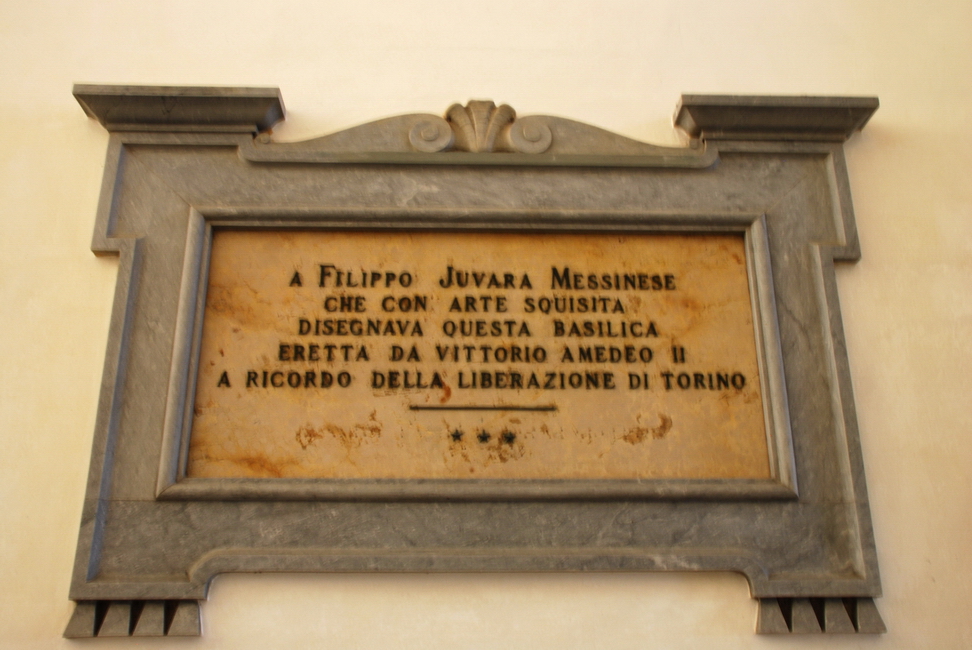 A FILIPPO JUVARA MESSINESE
CHE CON ARTE SQUISITA
DISEGNAVA QUESTA BASILICA
ERETTA DA VITTORIO AMEDEO II
A RICORDO DELLA LIBERAZIONE DI TORINO